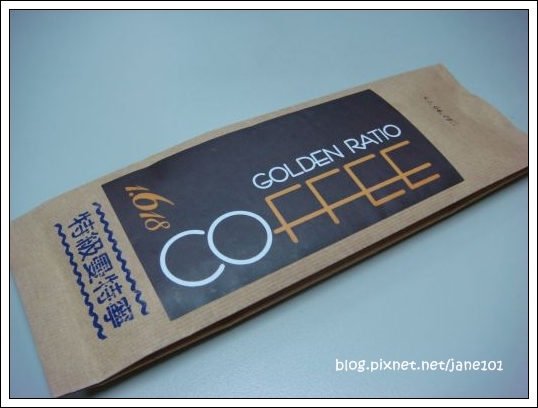 GOLDEN RATIO
1.618
COFFEE
特級曼特寧
blog.pixnet.net/jane101